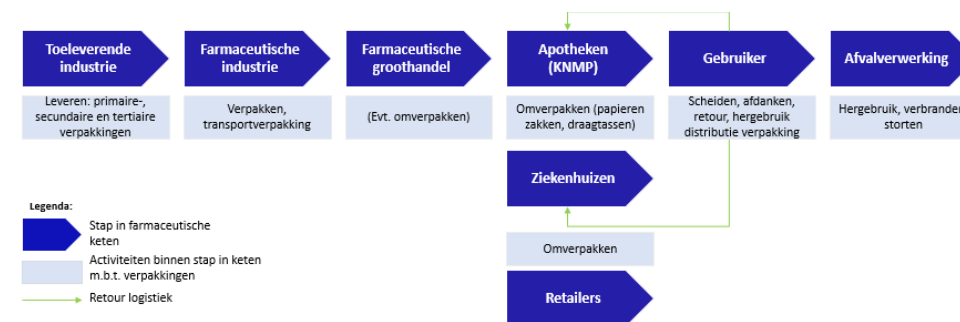 Toeleverende
industrie
Farmaceutische
industrie
Farmaceutische
groothandel
Apotheken
(KNMP)
Gebruiker
Afvalverwerking
Leveren: primaire-,
secundaire en tertiaire
verpakkingen
Verpakken,
transportverpakking
(Evt. omverpakken)
Omverpakken (papieren
zakken, draagtassen)
Scheiden, afdanken,
retour, hergebruik
distributie verpakking
Hergebruik, verbranden
storten
Ziekenhuizen
Omverpakken
Retailers
Legenda:
Stap in farmaceutische
keten
Activiteiten binnen stap in keten
m.b.t. verpakkingen
Retour logistiek